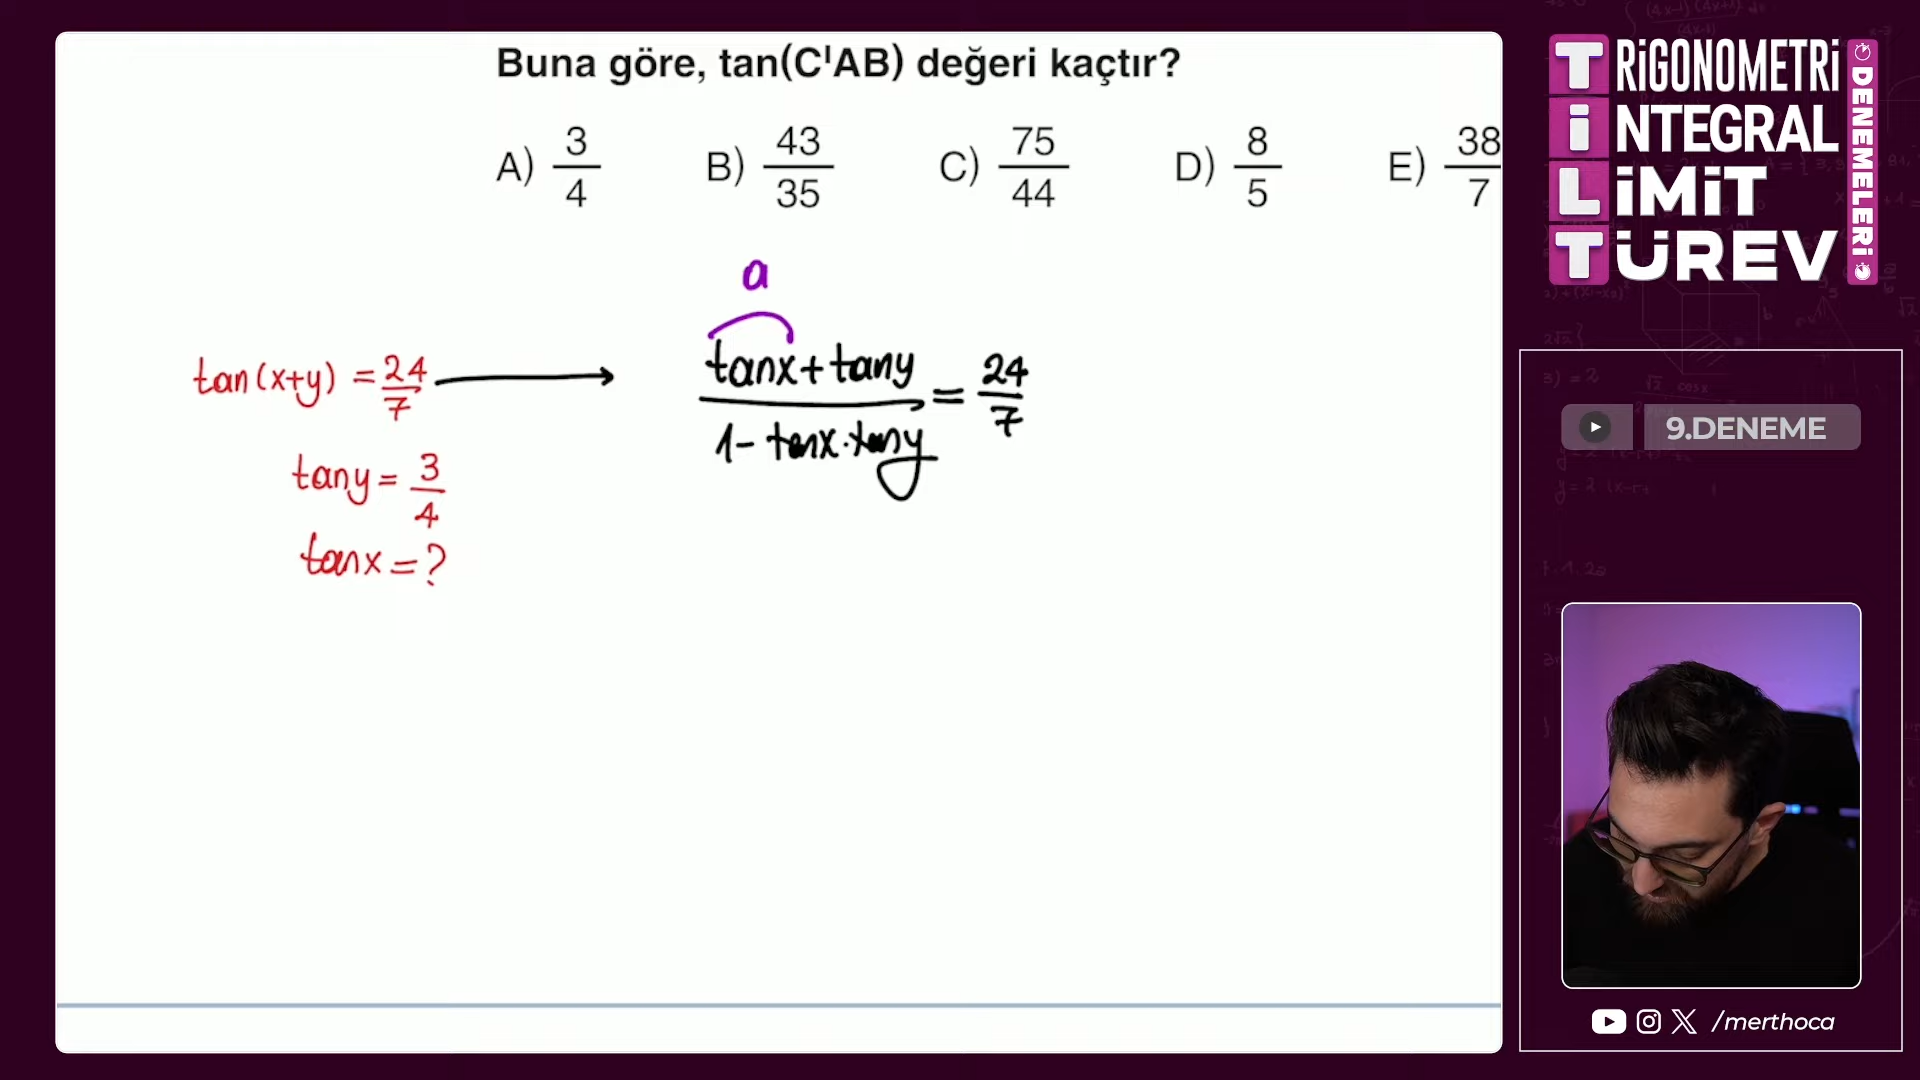 Buna göre, tan(C'AB) değeri kaçtır?
A) 3/4 B) 43/35 C) 75/44 D) 8/5 E) 38/7
a
tan(x+y) = 24/7
(tanx + tany)/(1 - tanx·tany) = 24/7
tany = 3/4
tanx = ?
TRİGONOMETRİ
İNTEGRAL
LİMİT
TÜREV
DENEMELERİ
9.DENEME
/merthoca